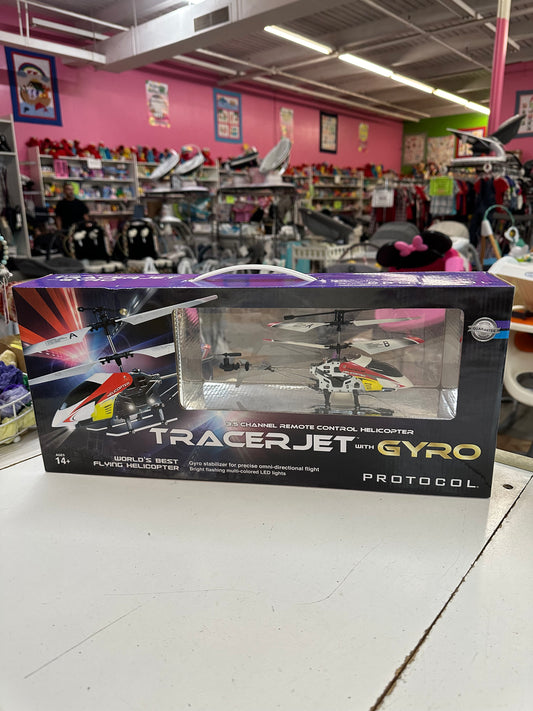 A
B
3.5 CHANNEL REMOTE CONTROL HELICOPTER
TRACERJET WITH GYRO
AGES
14+
WORLD'S BEST
FLYING HELICOPTER
Gyro stabilizer for precise omni-directional flight
Bright flashing multi-colored LED lights
PROTOCOL